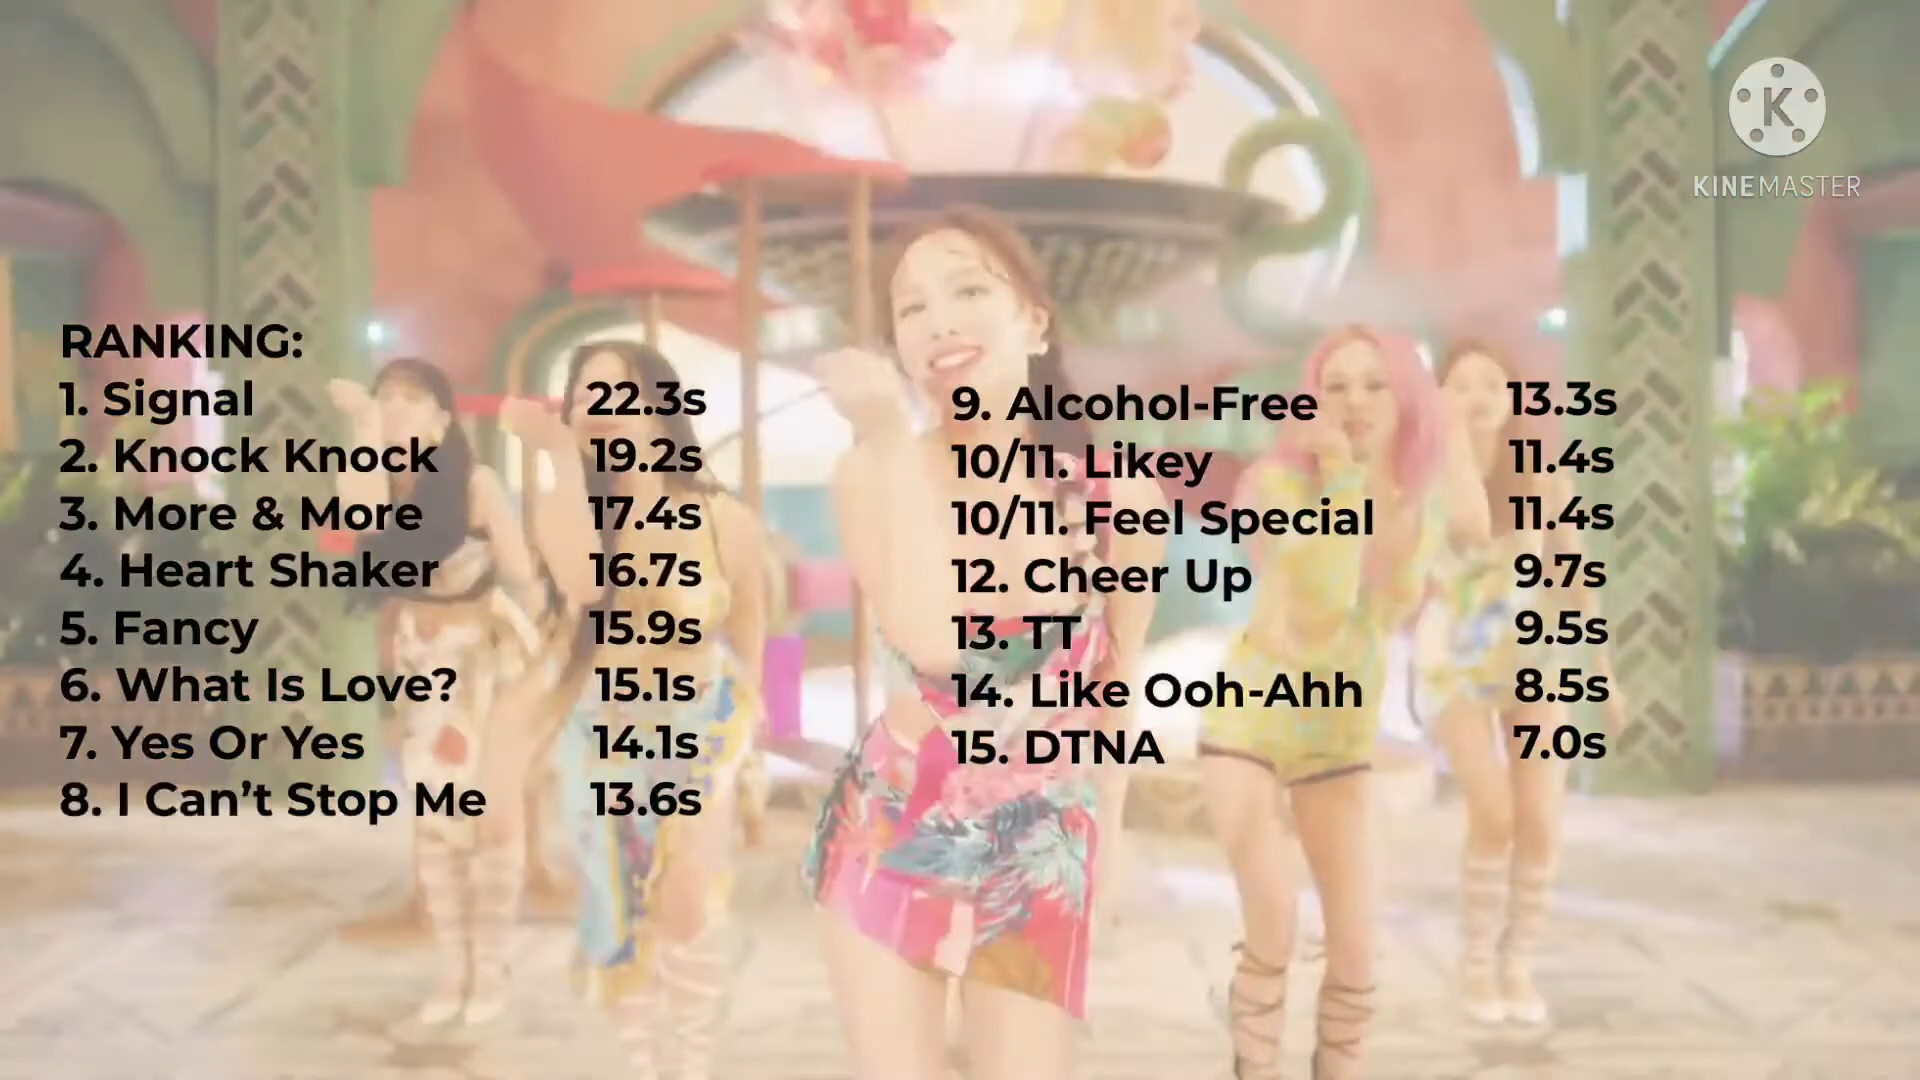 K
KINEMASTER
RANKING:
1. Signal 22.3s
2. Knock Knock 19.2s
3. More & More 17.4s
4. Heart Shaker 16.7s
5. Fancy 15.9s
6. What Is Love? 15.1s
7. Yes Or Yes 14.1s
8. I Can’t Stop Me 13.6s
9. Alcohol-Free 13.3s
10/11. Likey 11.4s
10/11. Feel Special 11.4s
12. Cheer Up 9.7s
13. TT 9.5s
14. Like Ooh-Ahh 8.5s
15. DTNA 7.0s